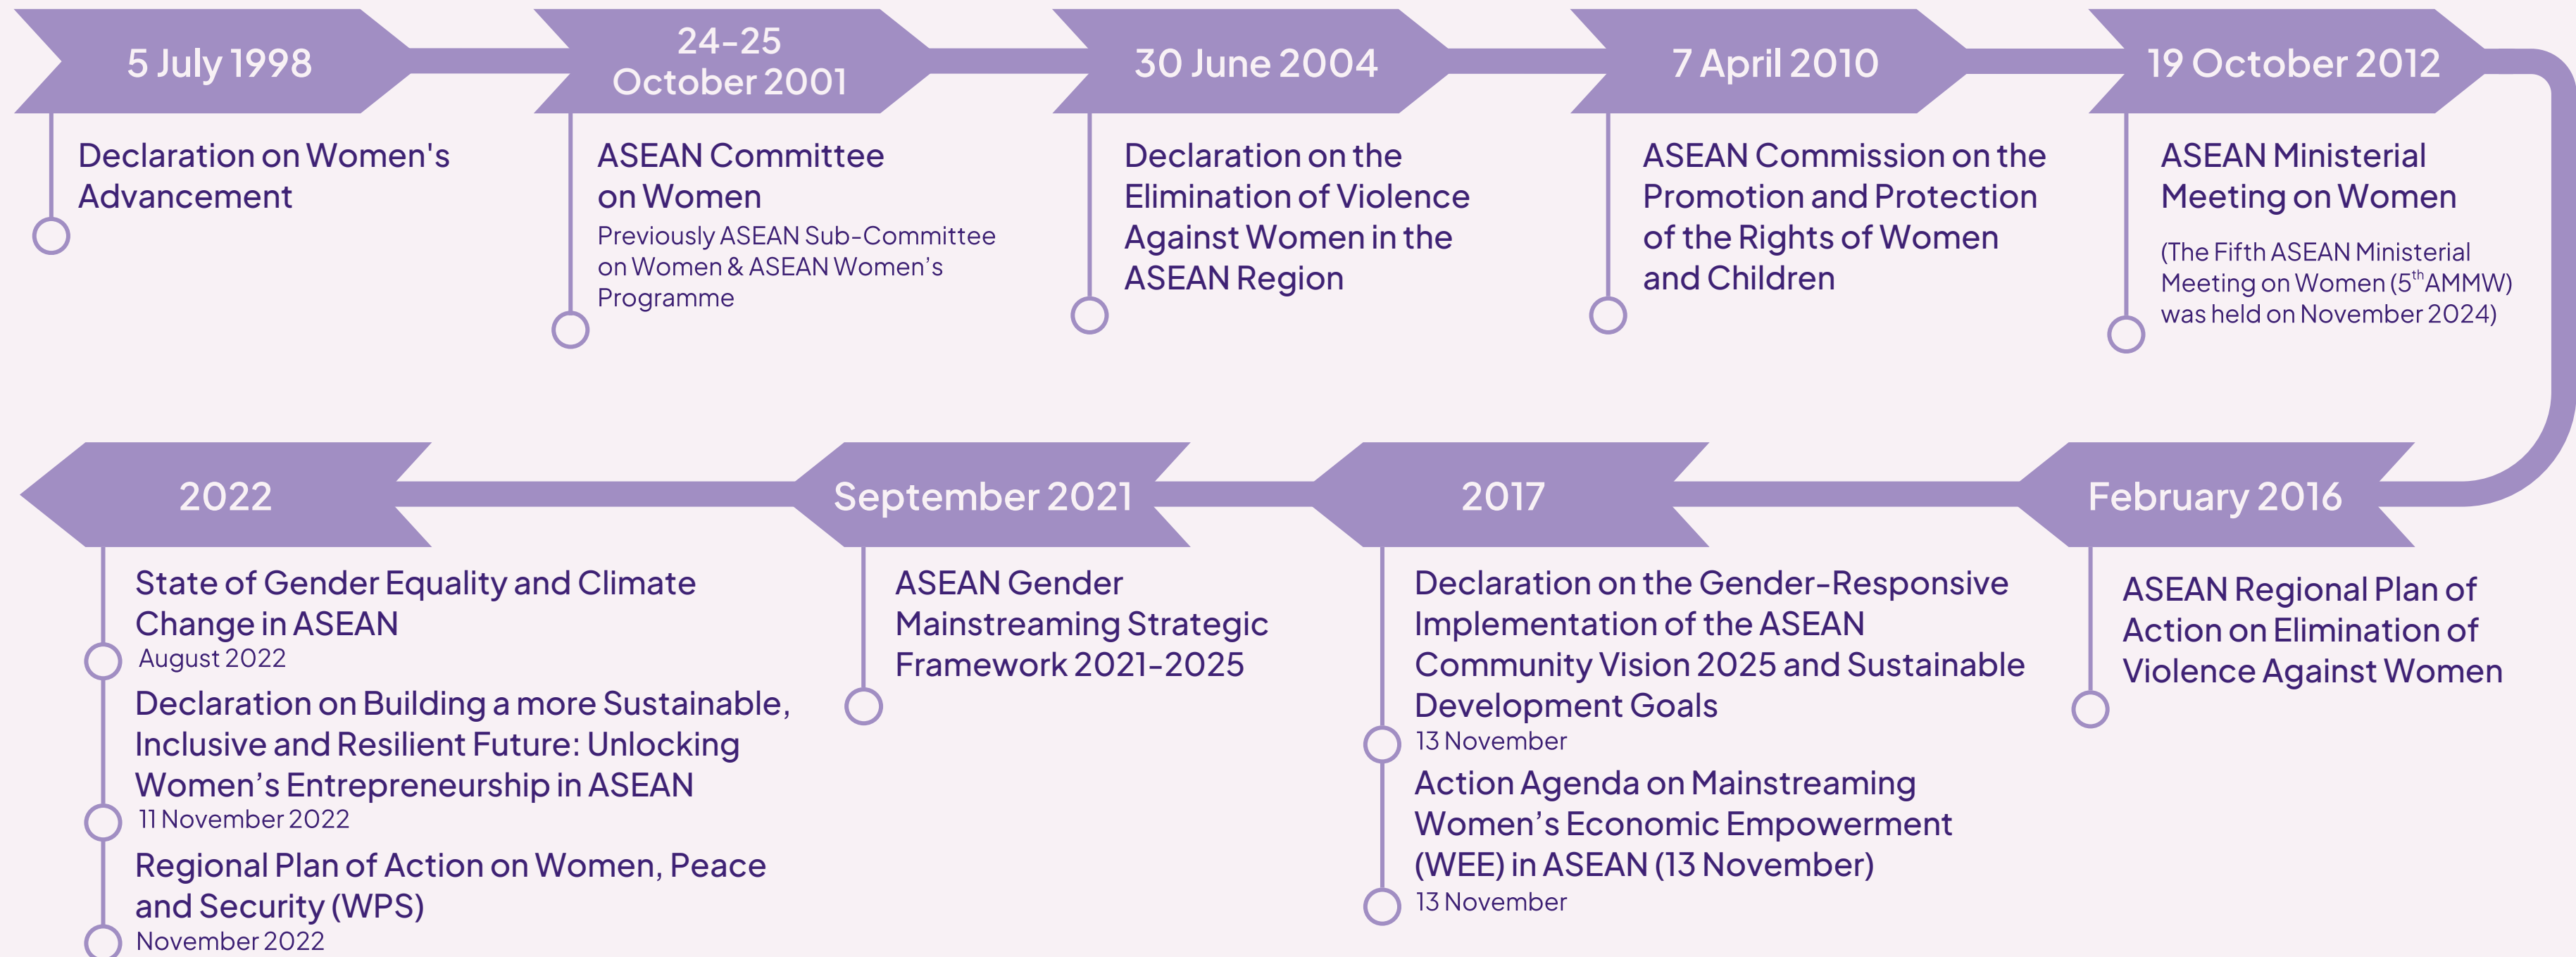 5 July 1998
Declaration on Women's
Advancement
24-25
October 2001
ASEAN Committee
on Women
Previously ASEAN Sub-Committee
on Women & ASEAN Women’s
Programme
30 June 2004
Declaration on the
Elimination of Violence
Against Women in the
ASEAN Region
7 April 2010
ASEAN Commission on the
Promotion and Protection
of the Rights of Women
and Children
19 October 2012
ASEAN Ministerial
Meeting on Women
(The Fifth ASEAN Ministerial
Meeting on Women (5th AMMW)
was held on November 2024)
February 2016
ASEAN Regional Plan of
Action on Elimination of
Violence Against Women
2017
Declaration on the Gender-Responsive
Implementation of the ASEAN
Community Vision 2025 and Sustainable
Development Goals
13 November
Action Agenda on Mainstreaming
Women’s Economic Empowerment
(WEE) in ASEAN (13 November)
13 November
September 2021
ASEAN Gender
Mainstreaming Strategic
Framework 2021-2025
2022
State of Gender Equality and Climate
Change in ASEAN
August 2022
Declaration on Building a more Sustainable,
Inclusive and Resilient Future: Unlocking
Women’s Entrepreneurship in ASEAN
11 November 2022
Regional Plan of Action on Women, Peace
and Security (WPS)
November 2022